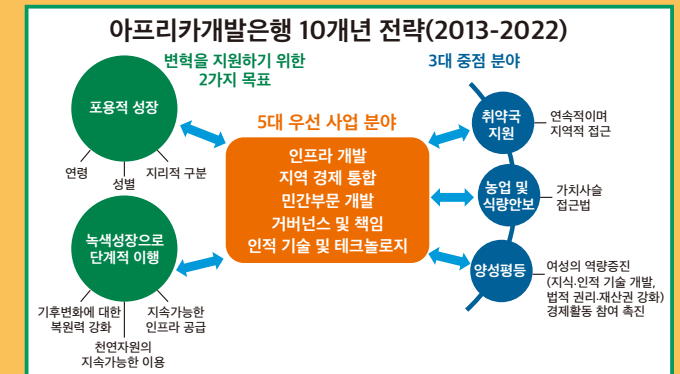 아프리카개발은행 10개년 전략(2013-2022)
변혁을 지원하기 위한
2가지 목표
포용적 성장
연령
성별
지리적 구분
녹색성장으로
단계적 이행
기후변화에 대한
복원력 강화
천연자원의
지속가능한 이용
지속가능한
인프라 공급
5대 우선 사업 분야
인프라 개발
지역 경제 통합
민간부문 개발
거버넌스 및 책임
인적 기술 및 테크놀로지
3대 중점 분야
취약국
지원
연속적이며
지역적 접근
농업 및
식량안보
가치사슬
접근법
양성평등
여성의 역량증진
(지식·인적 기술 개발,
법적 권리·재산권 강화)
경제활동 참여 촉진